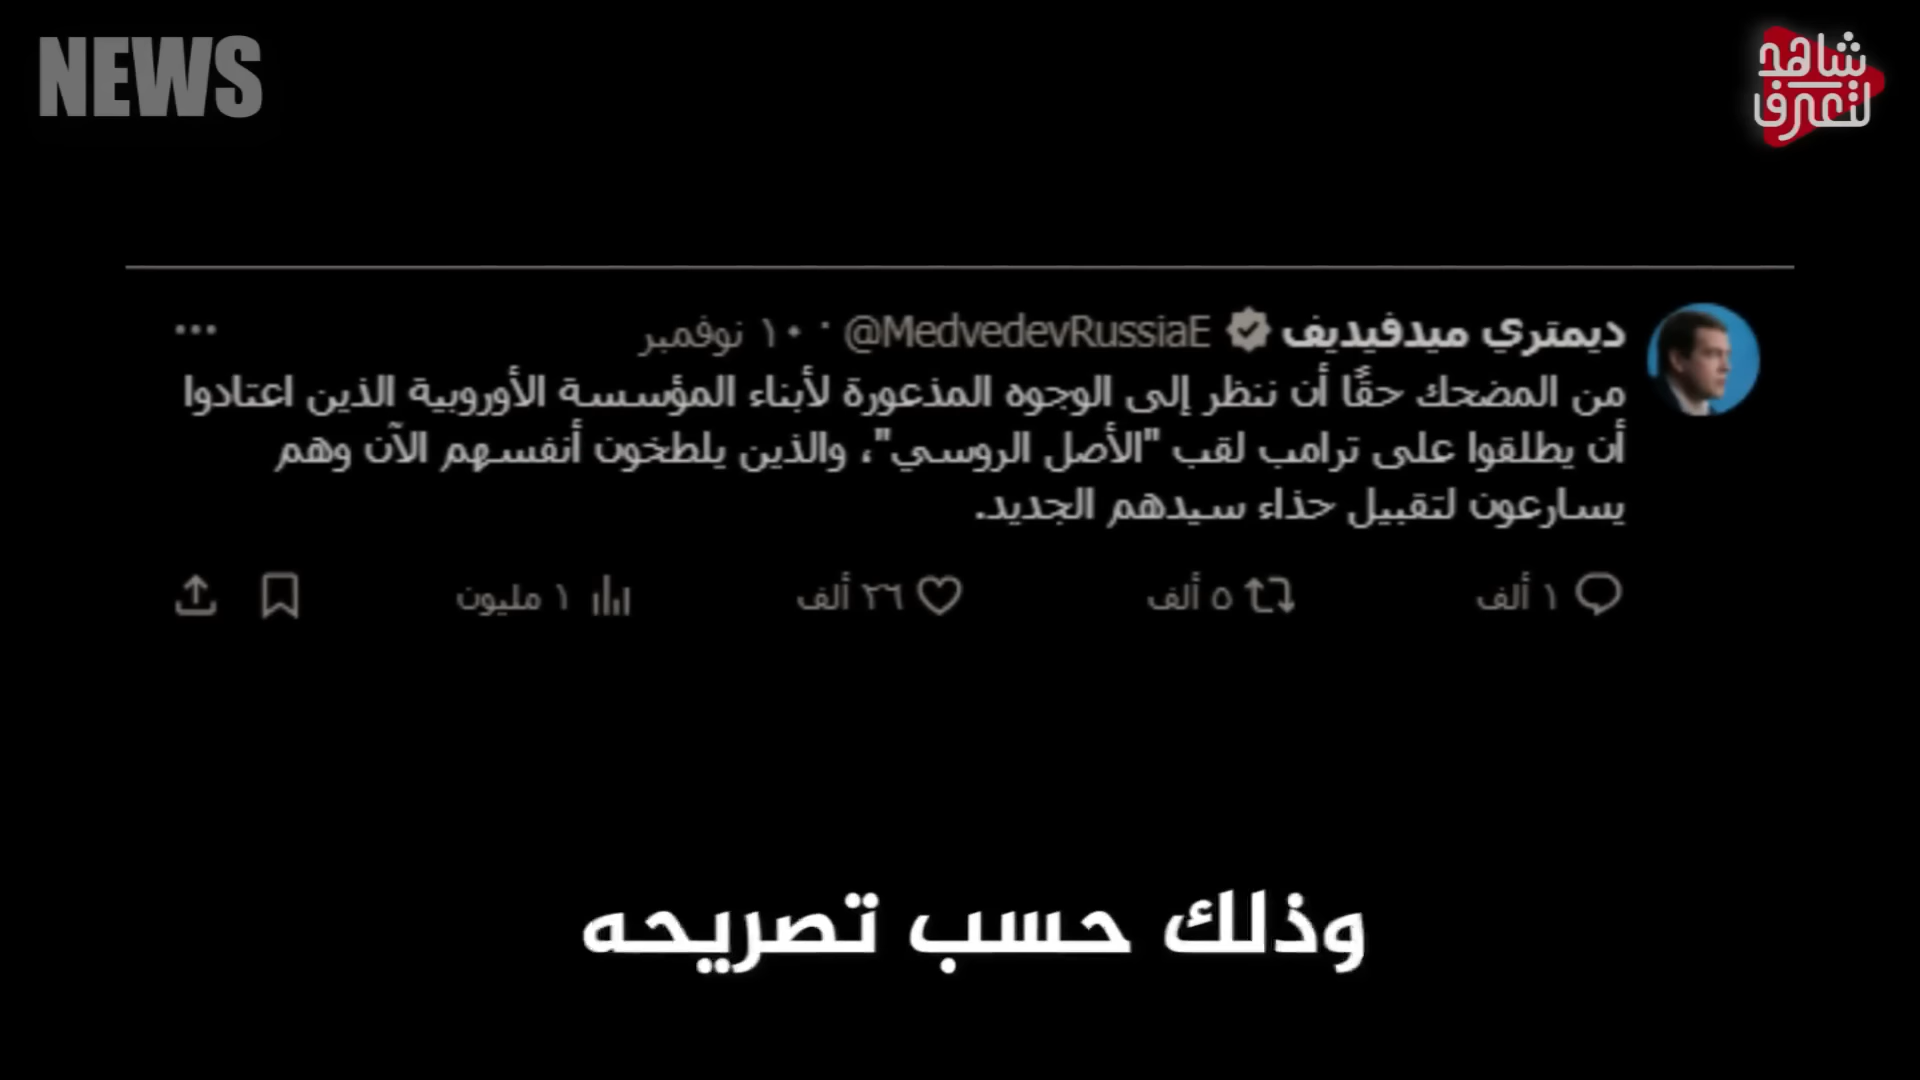 NEWS
شاهد
لتعرف
ديمتري ميدفيديف @MedvedevRussiaE · ١٠ نوفمبر
من المضحك حقًا أن ننظر إلى الوجوه المذعورة لأبناء المؤسسة الأوروبية الذين اعتادوا
أن يطلقوا على ترامب لقب "الأصل الروسي"، والذين يلطخون أنفسهم الآن وهم
يسارعون لتقبيل حذاء سيدهم الجديد.
١ ألف ٥ ألف ٢٦ ألف ١ مليون
وذلك حسب تصريحه